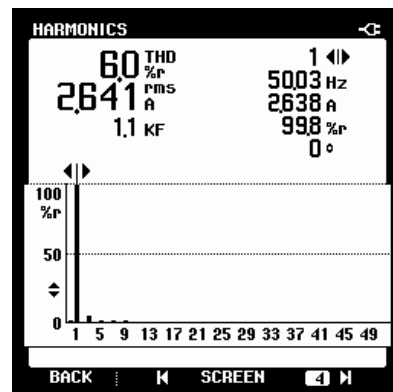 HARMONICS
6.0 THD %r
2.641 rms A
1.1 KF
1
50.03 Hz
2.638 A
99.8 %r
0 °
100
%r
50
0
1 5 9 13 17 21 25 29 33 37 41 45 49
BACK SCREEN 4